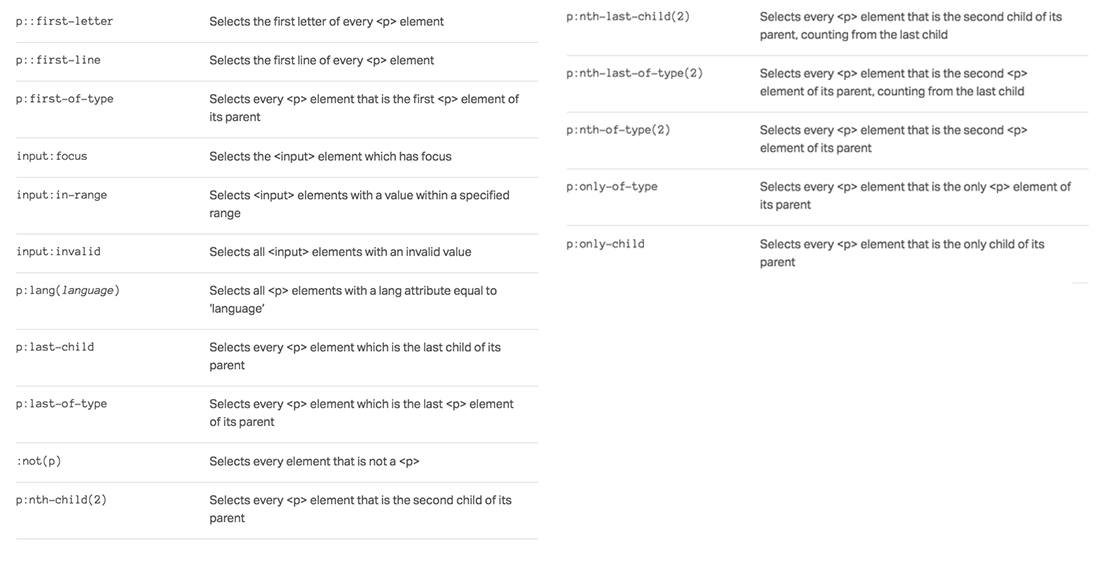 p::first-letter Selects the first letter of every <p> element
p::first-line Selects the first line of every <p> element
p:first-of-type Selects every <p> element that is the first <p> element of
its parent
input:focus Selects the <input> element which has focus
input:in-range Selects <input> elements with a value within a specified
range
input:invalid Selects all <input> elements with an invalid value
p:lang(language) Selects all <p> elements with a lang attribute equal to
'language'
p:last-child Selects every <p> element which is the last child of its
parent
p:last-of-type Selects every <p> element which is the last <p> element
of its parent
:not(p) Selects every element that is not a <p>
p:nth-child(2) Selects every <p> element that is the second child of its
parent
p:nth-last-child(2) Selects every <p> element that is the second child of its
parent, counting from the last child
p:nth-last-of-type(2) Selects every <p> element that is the second <p>
element of its parent, counting from the last child
p:nth-of-type(2) Selects every <p> element that is the second <p>
element of its parent
p:only-of-type Selects every <p> element that is the only <p> element of
its parent
p:only-child Selects every <p> element that is the only child of its
parent